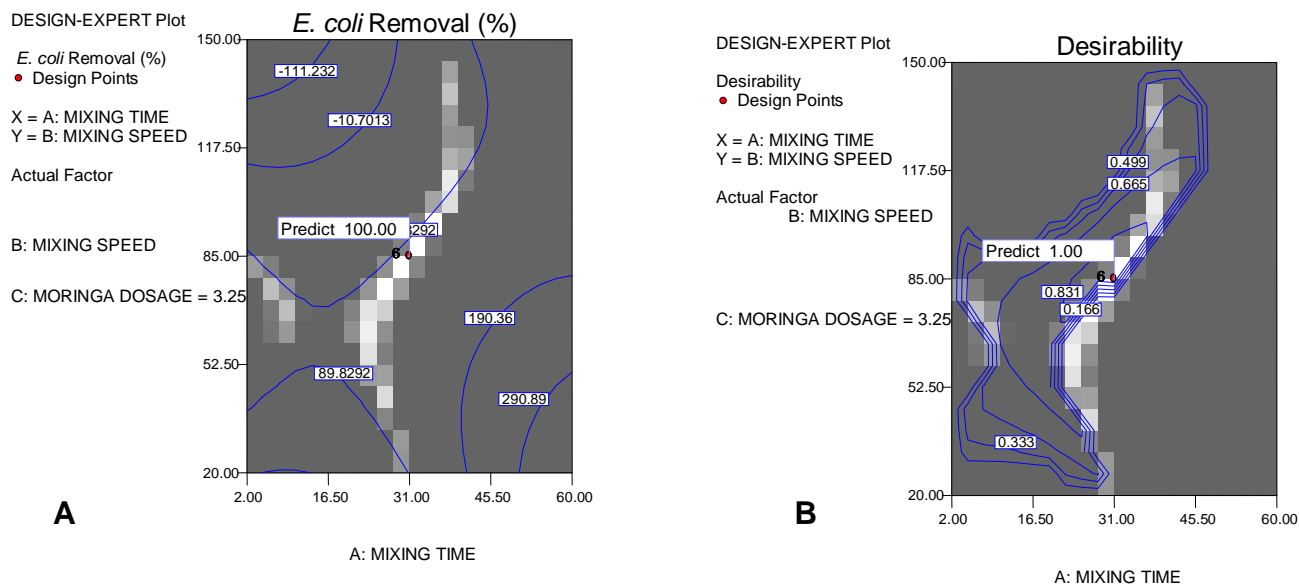 DESIGN-EXPERT Plot
E. coli Removal (%)
Design Points
X = A: MIXING TIME
Y = B: MIXING SPEED
Actual Factor
B: MIXING SPEED
C: MORINGA DOSAGE = 3.25
E. coli Removal (%)
150.00
117.50
85.00
52.50
20.00
-111.232
-10.7013
Predict 100.00
8292
6
190.36
89.8292
290.89
2.00 16.50 31.00 45.50 60.00
A: MIXING TIME
A
DESIGN-EXPERT Plot
Desirability
Design Points
X = A: MIXING TIME
Y = B: MIXING SPEED
Actual Factor
B: MIXING SPEED
C: MORINGA DOSAGE = 3.25
Desirability
150.00
117.50
85.00
52.50
20.00
0.499
0.665
Predict 1.00
6
0.831
0.166
0.333
2.00 16.50 31.00 45.50 60.00
A: MIXING TIME
B